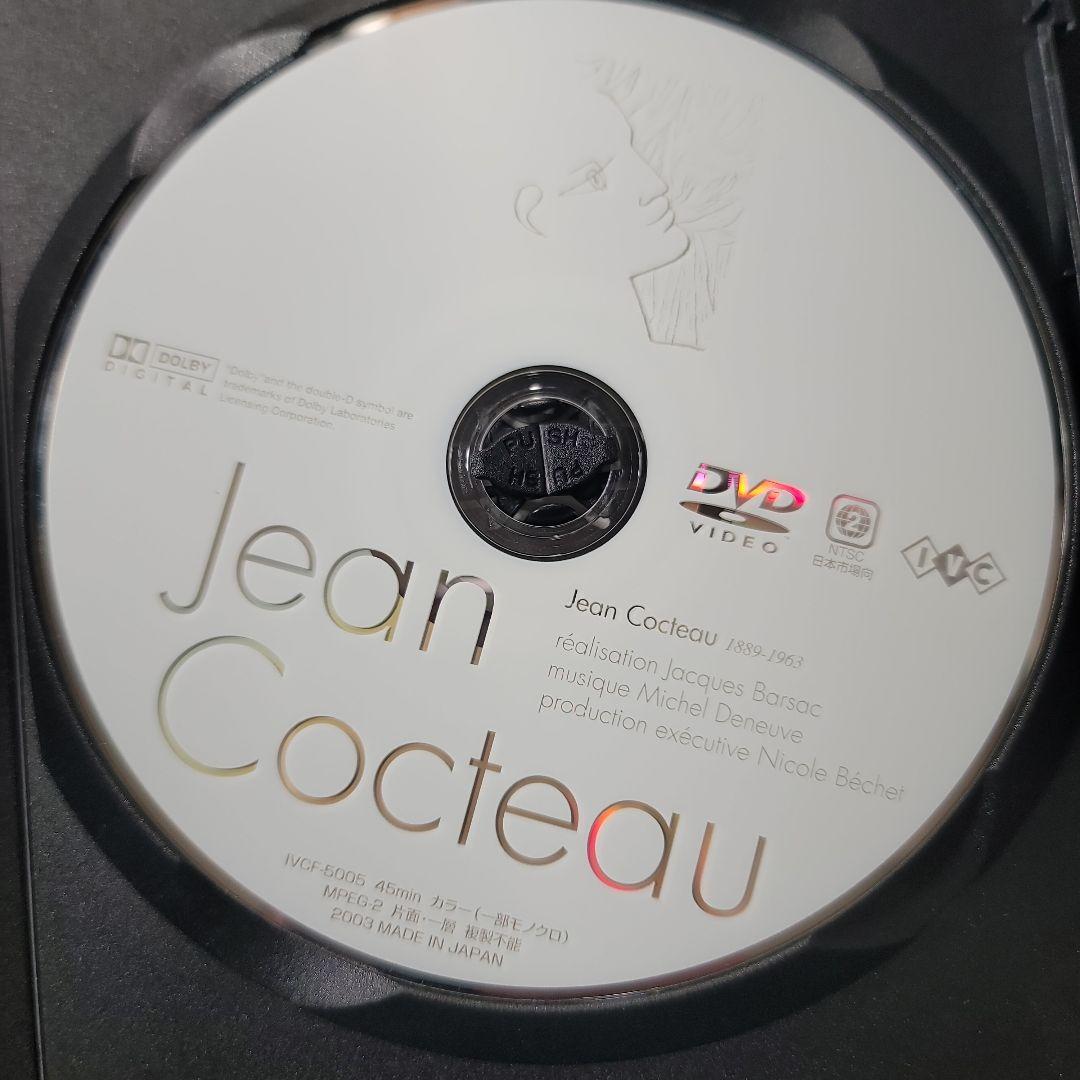 DOLBY
DIGITAL
"Dolby" and the double-D symbol are
trademarks of Dolby Laboratories
Licensing Corporation.
PUSH
DVD
VIDEO™
2
NTSC
日本市場向
IVC
Jean
Cocteau
Jean Cocteau 1889-1963
réalisation Jacques Barsac
musique Michel Deneuve
production exécutive Nicole Béchet
IVCF-5005 45min カラー(一部モノクロ)
MPEG-2 片面・一層 複製不能
2003 MADE IN JAPAN